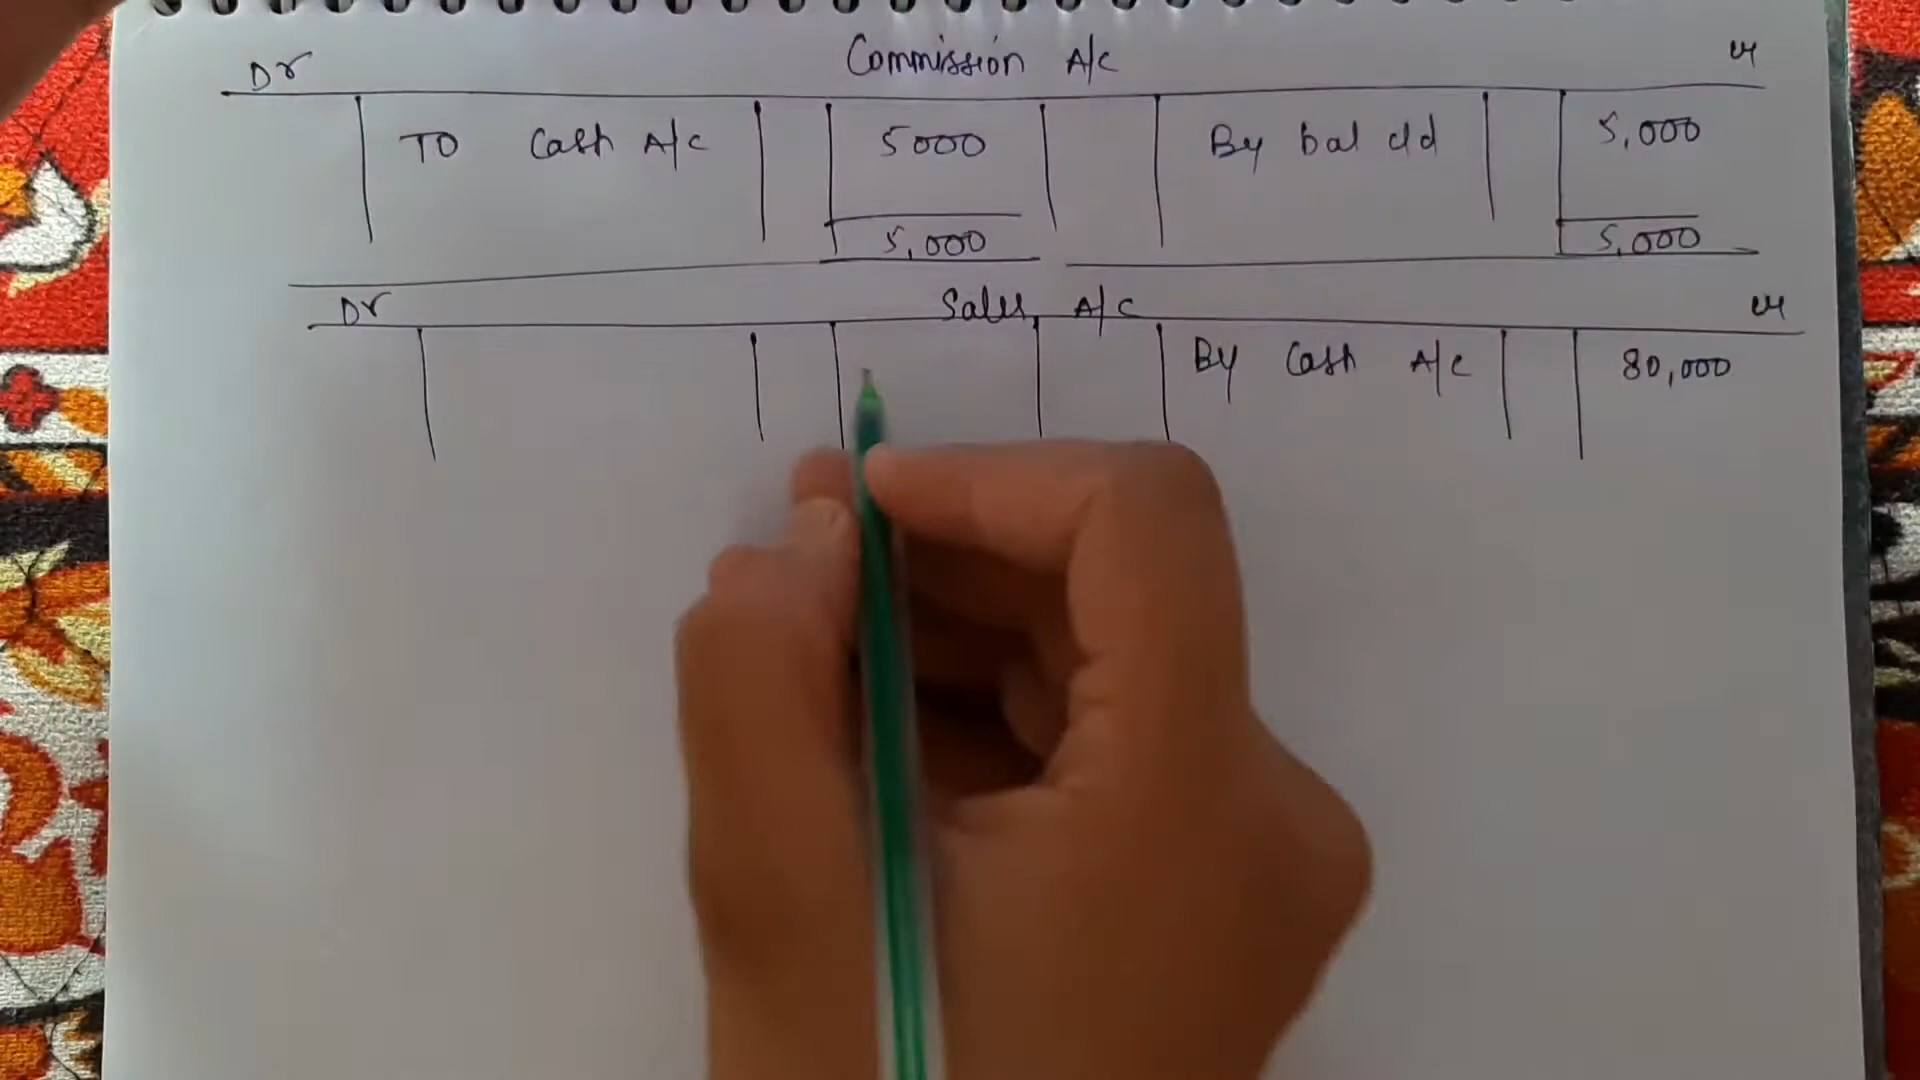 Dr Commission A/c Cr
TO Cash A/c 5000 By bal c/d 5,000
5,000 5,000
Dr Sales A/c Cr
By Cash A/c 80,000